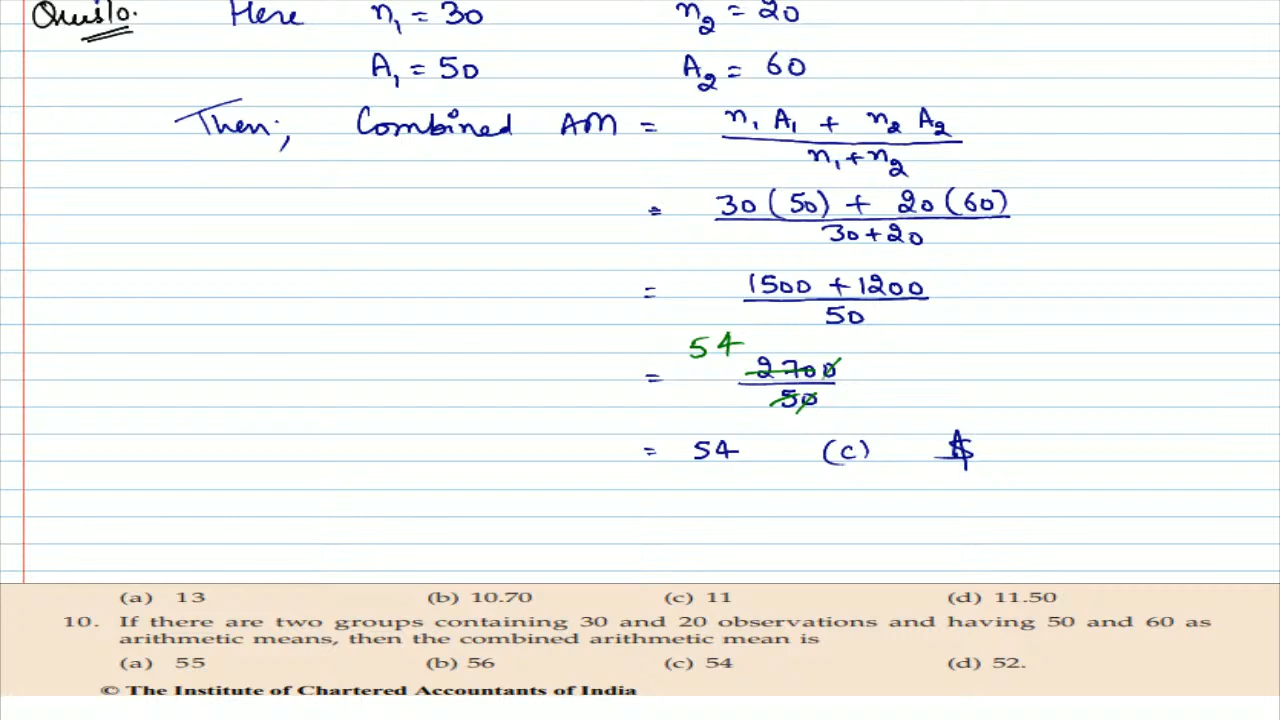 Ques10. Here n₁ = 30 n₂ = 20
A₁ = 50 A₂ = 60
Then; Combined AM = n₁ A₁ + n₂ A₂
n₁ + n₂
= 30 (50) + 20 (60)
30 + 20
= 1500 + 1200
50
54
= 2700
50
= 54 (c)
(a) 13 (b) 10.70 (c) 11 (d) 11.50
10. If there are two groups containing 30 and 20 observations and having 50 and 60 as
arithmetic means, then the combined arithmetic mean is
(a) 55 (b) 56 (c) 54 (d) 52.
© The Institute of Chartered Accountants of India